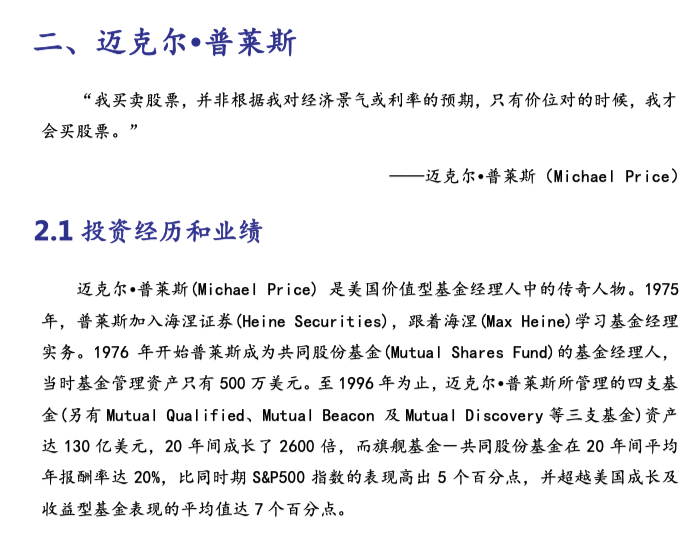 二、迈克尔•普莱斯
“我买卖股票，并非根据我对经济景气或利率的预期，只有价位对的时候，我才
会买股票。”
——迈克尔•普莱斯（Michael Price）
2.1 投资经历和业绩
迈克尔•普莱斯(Michael Price) 是美国价值型基金经理人中的传奇人物。1975
年，普莱斯加入海涅证券(Heine Securities)，跟着海涅(Max Heine)学习基金经理
实务。1976 年开始普莱斯成为共同股份基金(Mutual Shares Fund)的基金经理人，
当时基金管理资产只有 500 万美元。至 1996 年为止，迈克尔•普莱斯所管理的四支基
金(另有 Mutual Qualified、Mutual Beacon 及 Mutual Discovery 等三支基金)资产
达 130 亿美元，20 年间成长了 2600 倍，而旗舰基金－共同股份基金在 20 年间平均
年报酬率达 20%，比同时期 S&P500 指数的表现高出 5 个百分点，并超越美国成长及
收益型基金表现的平均值达 7 个百分点。